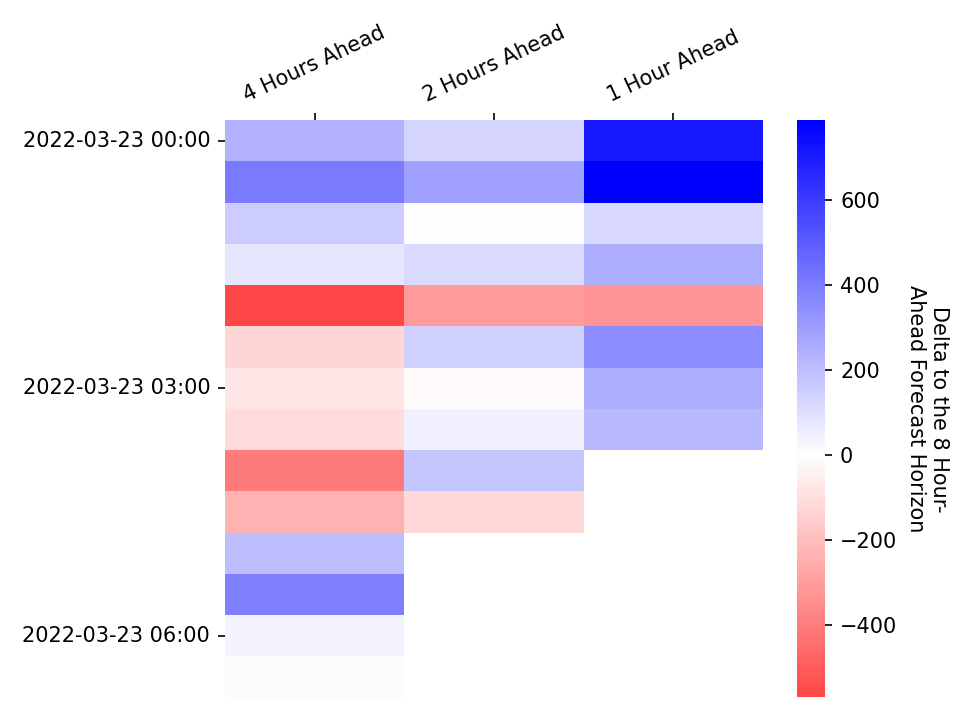 4 Hours Ahead
2 Hours Ahead
1 Hour Ahead
2022-03-23 00:00
2022-03-23 03:00
2022-03-23 06:00
600
400
200
0
−200
−400
Delta to the 8 Hour-
Ahead Forecast Horizon